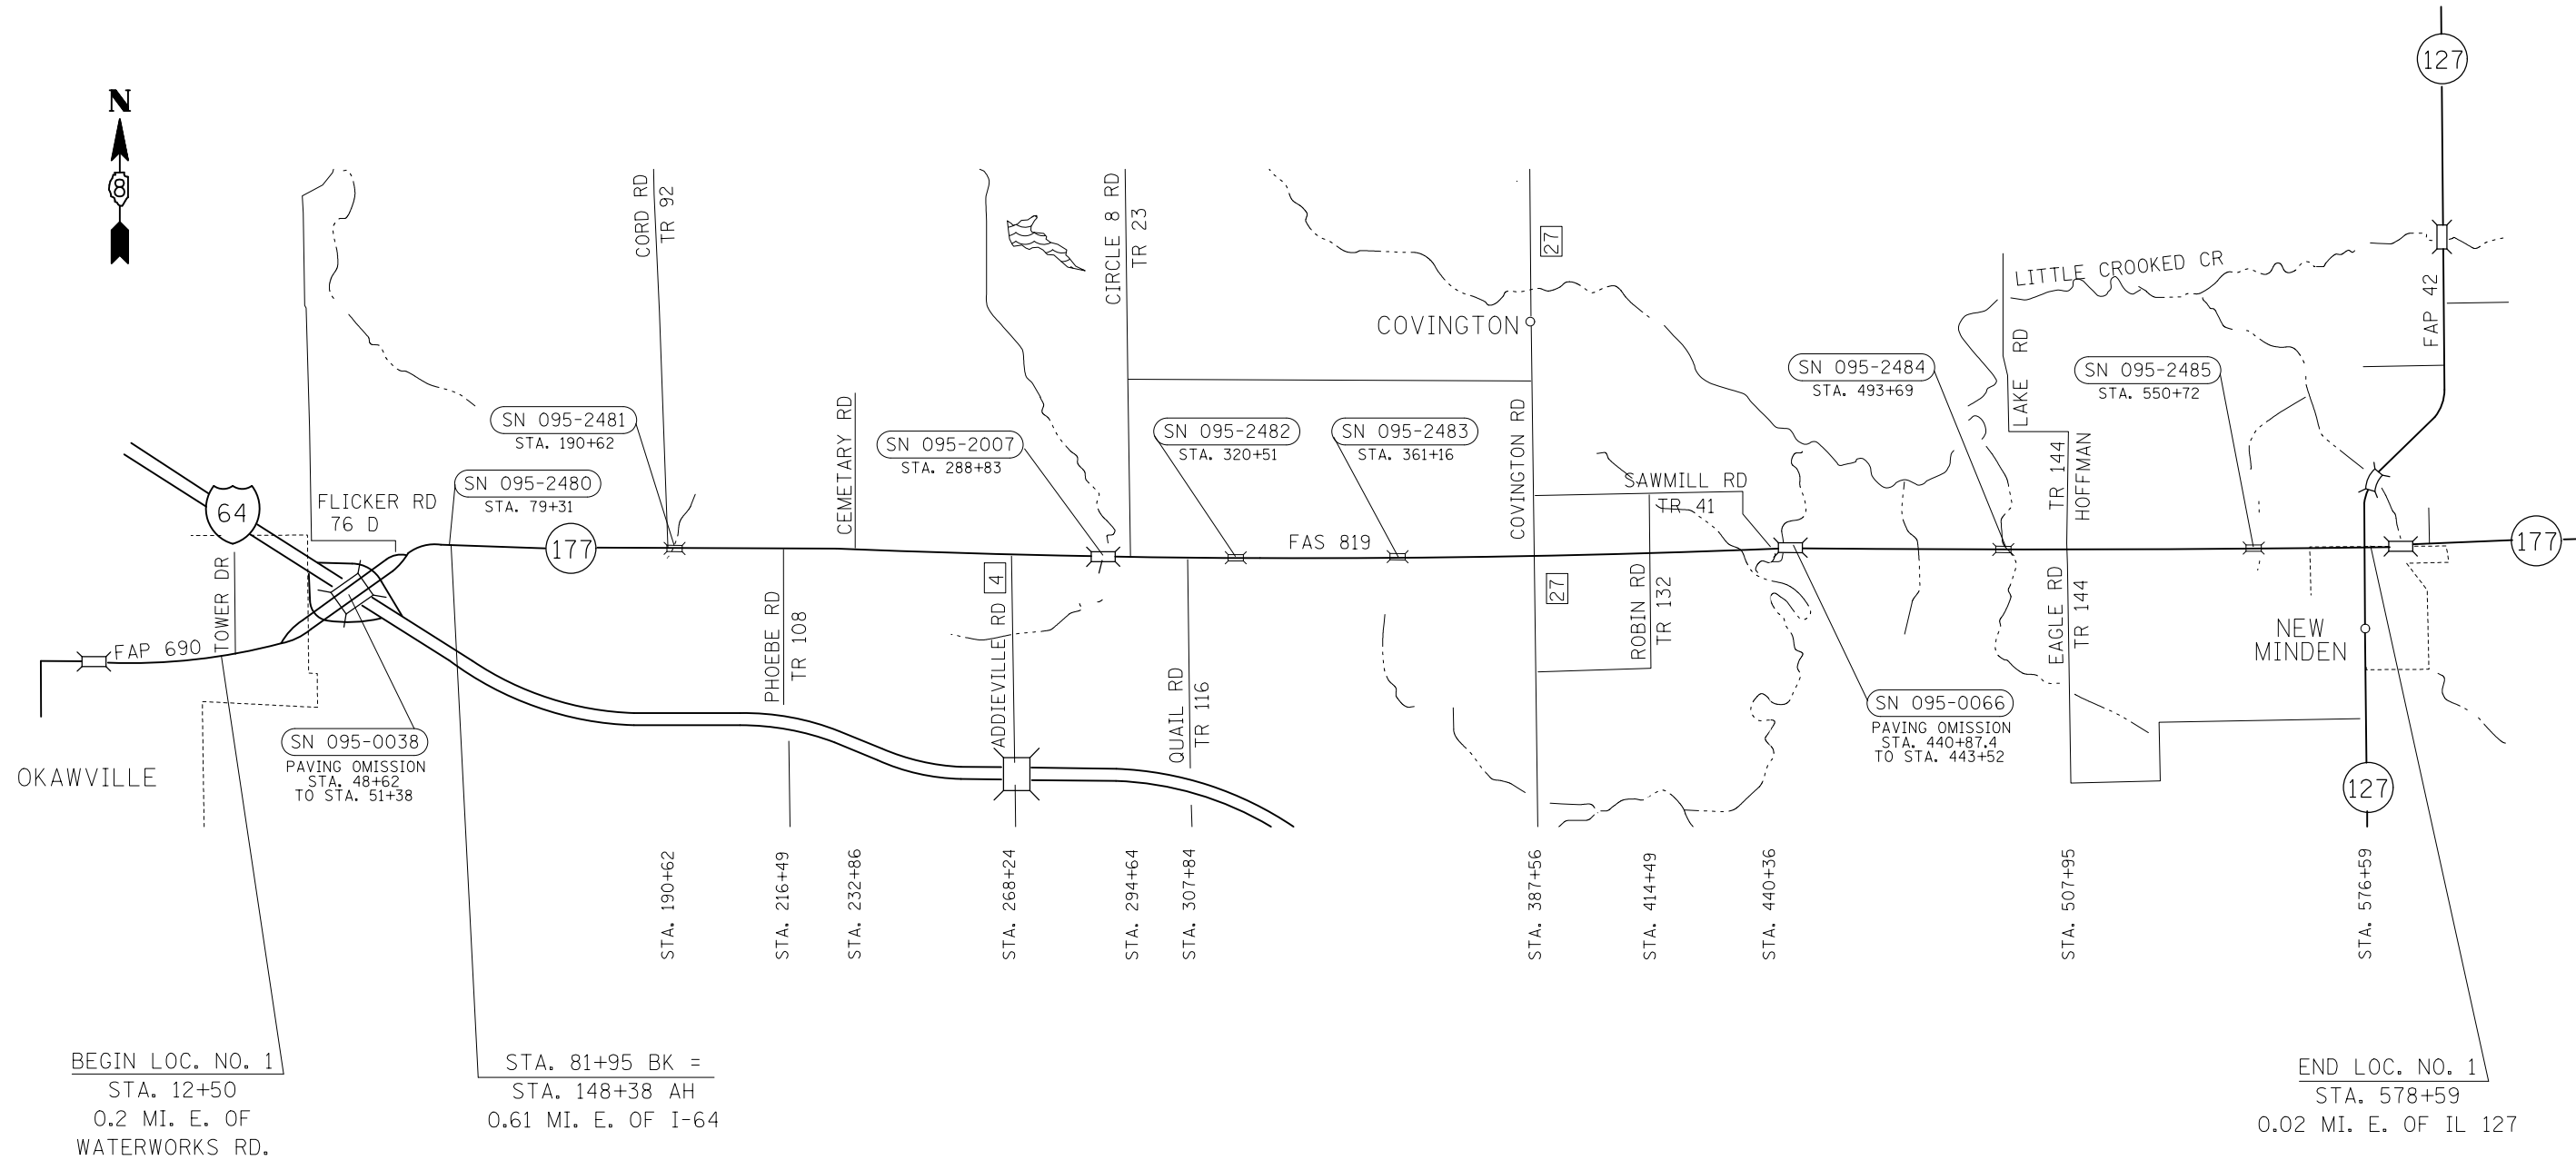 127
N
8
CORD RD
TR 92
CIRCLE 8 RD
TR 23
27
LITTLE CROOKED CR
FAP 42
COVINGTON
LAKE RD
SN 095-2484
STA. 493+69
SN 095-2485
STA. 550+72
SN 095-2481
STA. 190+62
CEMETARY RD
SN 095-2007
STA. 288+83
SN 095-2482
STA. 320+51
SN 095-2483
STA. 361+16
COVINGTON RD
TR 144
HOFFMAN
SAWMILL RD
TR 41
SN 095-2480
STA. 79+31
64
FLICKER RD
76 D
177
FAS 819
177
TOWER DR
FAP 690
PHOEBE RD
TR 108
4
ADDIEVILLE RD
QUAIL RD
TR 116
27
ROBIN RD
TR 132
EAGLE RD
TR 144
NEW
MINDEN
OKAWVILLE
SN 095-0038
PAVING OMISSION
STA. 48+62
TO STA. 51+38
SN 095-0066
PAVING OMISSION
STA. 440+87.4
TO STA. 443+52
127
STA. 190+62
STA. 216+49
STA. 232+86
STA. 268+24
STA. 294+64
STA. 307+84
STA. 387+56
STA. 414+49
STA. 440+36
STA. 507+95
STA. 576+59
BEGIN LOC. NO. 1
STA. 12+50
0.2 MI. E. OF
WATERWORKS RD.
STA. 81+95 BK =
STA. 148+38 AH
0.61 MI. E. OF I-64
END LOC. NO. 1
STA. 578+59
0.02 MI. E. OF IL 127